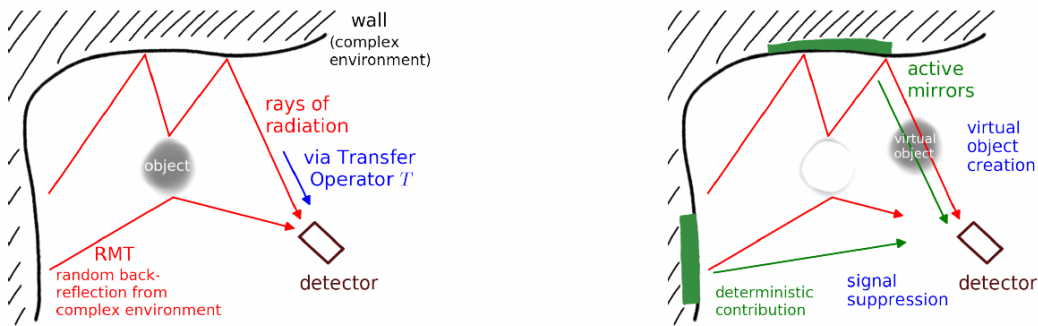 wall
(complex
environment)
rays of
radiation
object
via Transfer
Operator T
RMT
random back-
reflection from
complex environment
detector
active
mirrors
virtual
object
virtual
object
creation
deterministic
contribution
signal
suppression
detector